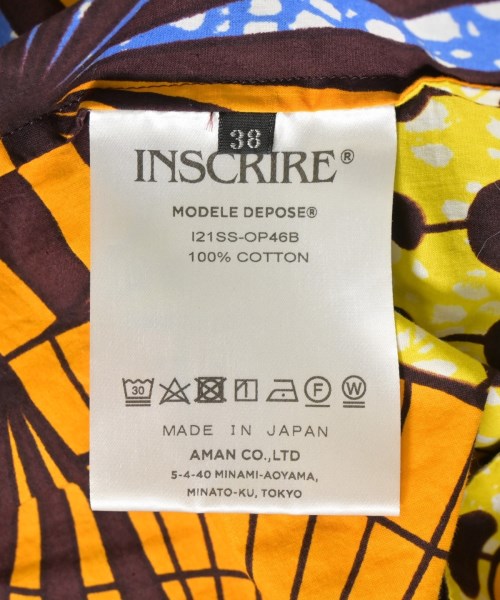 38
INSCRIRE®
MODELE DEPOSE®
I21SS-OP46B
100% COTTON
30 F W
MADE IN JAPAN
AMAN CO.,LTD
5-4-40 MINAMI-AOYAMA,
MINATO-KU, TOKYO